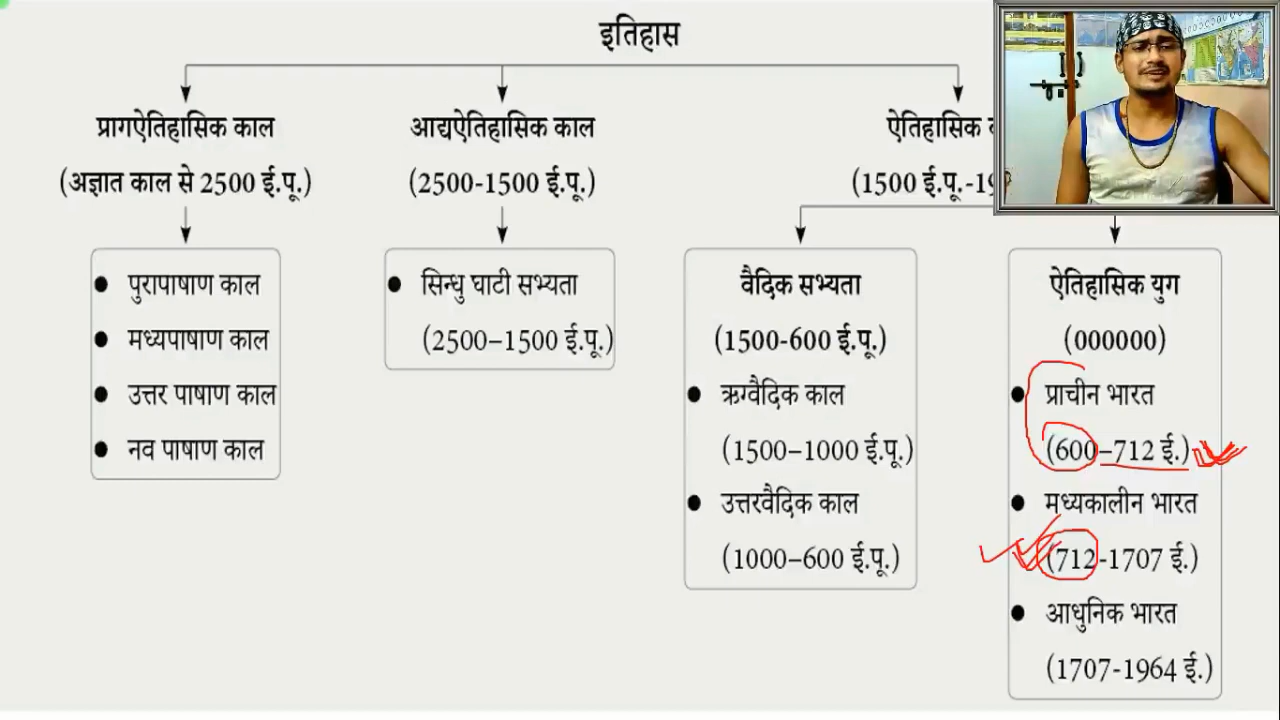 इतिहास
प्रागऐतिहासिक काल
(अज्ञात काल से 2500 ई.पू.)
पुरापाषाण काल
मध्यपाषाण काल
उत्तर पाषाण काल
नव पाषाण काल
आद्यऐतिहासिक काल
(2500-1500 ई.पू.)
सिन्धु घाटी सभ्यता
(2500–1500 ई.पू.)
ऐतिहासिक
(1500 ई.पू.-19
वैदिक सभ्यता
(1500-600 ई.पू.)
ऋग्वैदिक काल
(1500–1000 ई.पू.)
उत्तरवैदिक काल
(1000–600 ई.पू.)
ऐतिहासिक युग
(000000)
प्राचीन भारत
(600–712 ई.)
मध्यकालीन भारत
(712-1707 ई.)
आधुनिक भारत
(1707-1964 ई.)